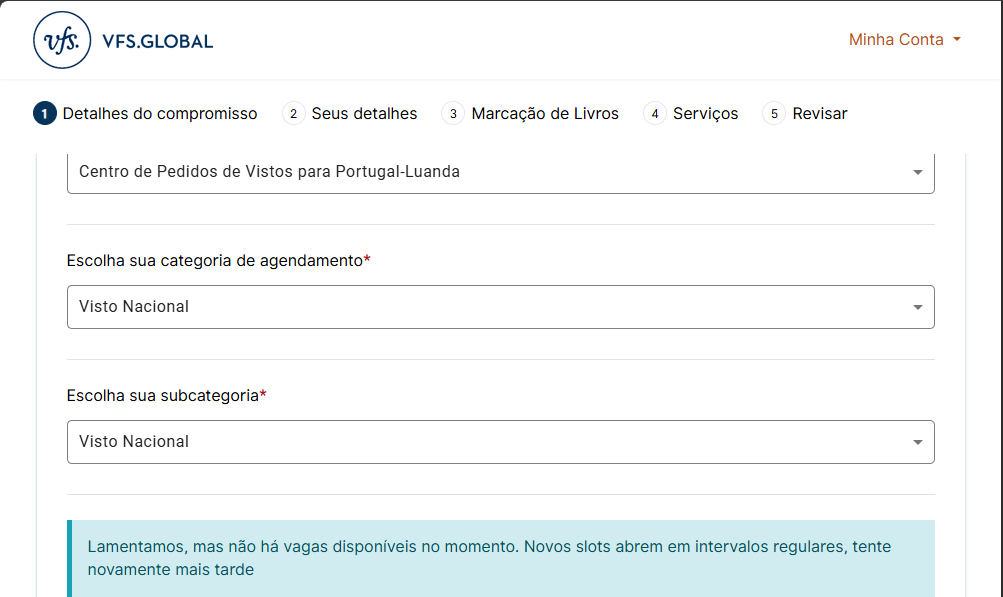 vfs. VFS.GLOBAL
Minha Conta
1 Detalhes do compromisso 2 Seus detalhes 3 Marcação de Livros 4 Serviços 5 Revisar
Centro de Pedidos de Vistos para Portugal-Luanda
Escolha sua categoria de agendamento*
Visto Nacional
Escolha sua subcategoria*
Visto Nacional
Lamentamos, mas não há vagas disponíveis no momento. Novos slots abrem em intervalos regulares, tente
novamente mais tarde